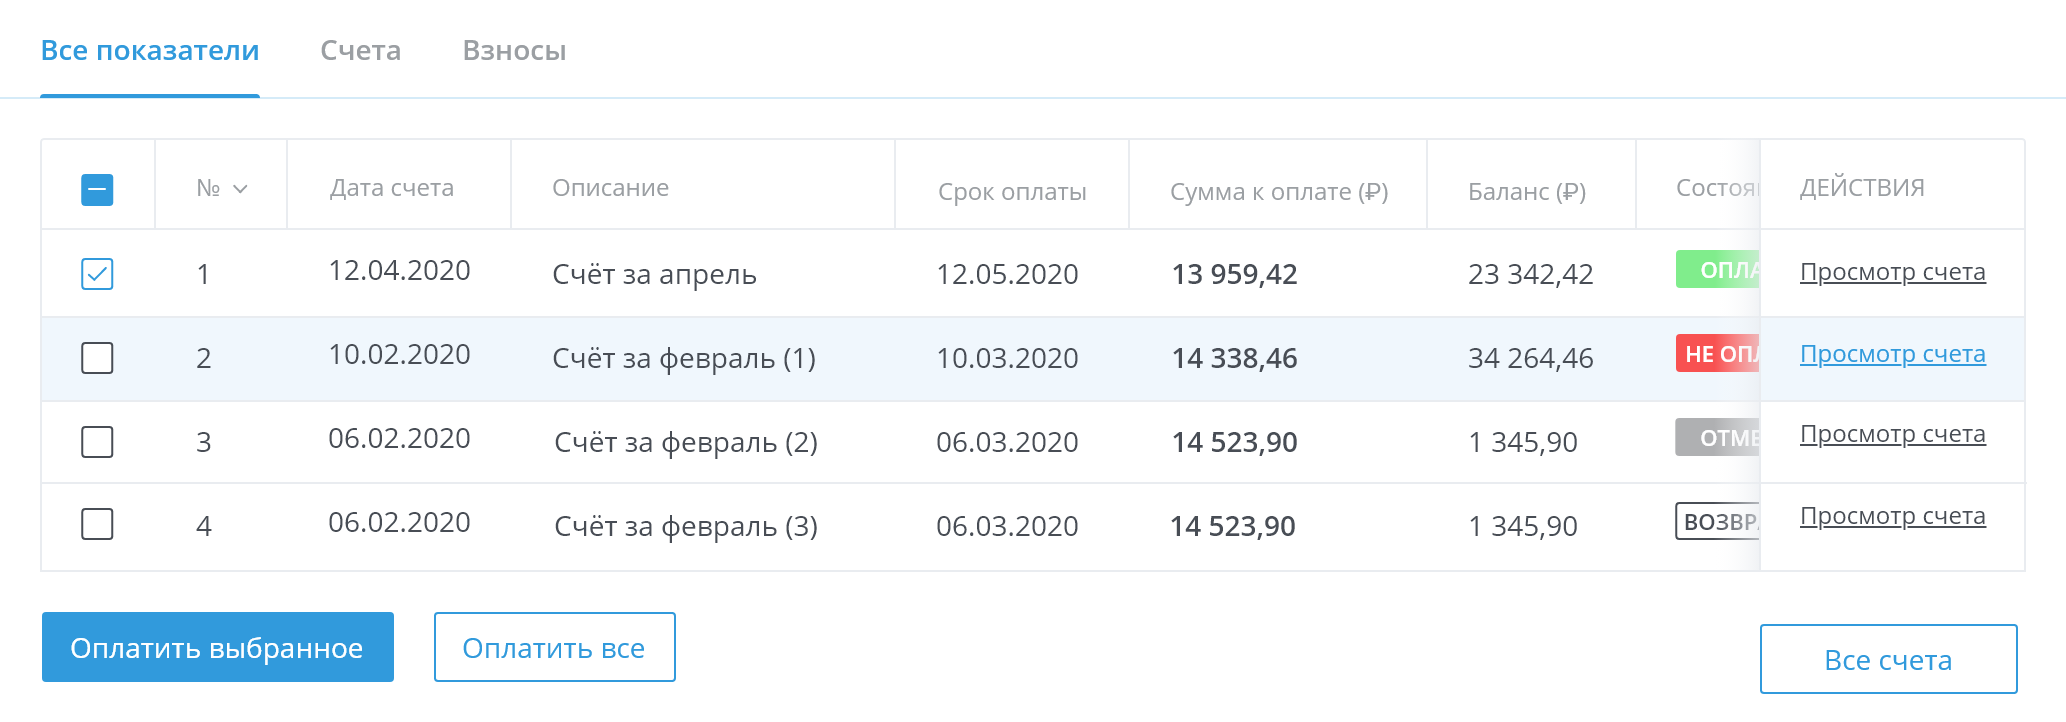 Все показатели Счета Взносы
№ Дата счета Описание Срок оплаты Сумма к оплате (₽) Баланс (₽) ДЕЙСТВИЯ
1 12.04.2020 Счёт за апрель 12.05.2020 13 959,42 23 342,42 Просмотр счета
2 10.02.2020 Счёт за февраль (1) 10.03.2020 14 338,46 34 264,46 НЕ Просмотр счета
3 06.02.2020 Счёт за февраль (2) 06.03.2020 14 523,90 1 345,90 Просмотр счета
4 06.02.2020 Счёт за февраль (3) 06.03.2020 14 523,90 1 345,90 Просмотр счета
Оплатить выбранное Оплатить все Все счета